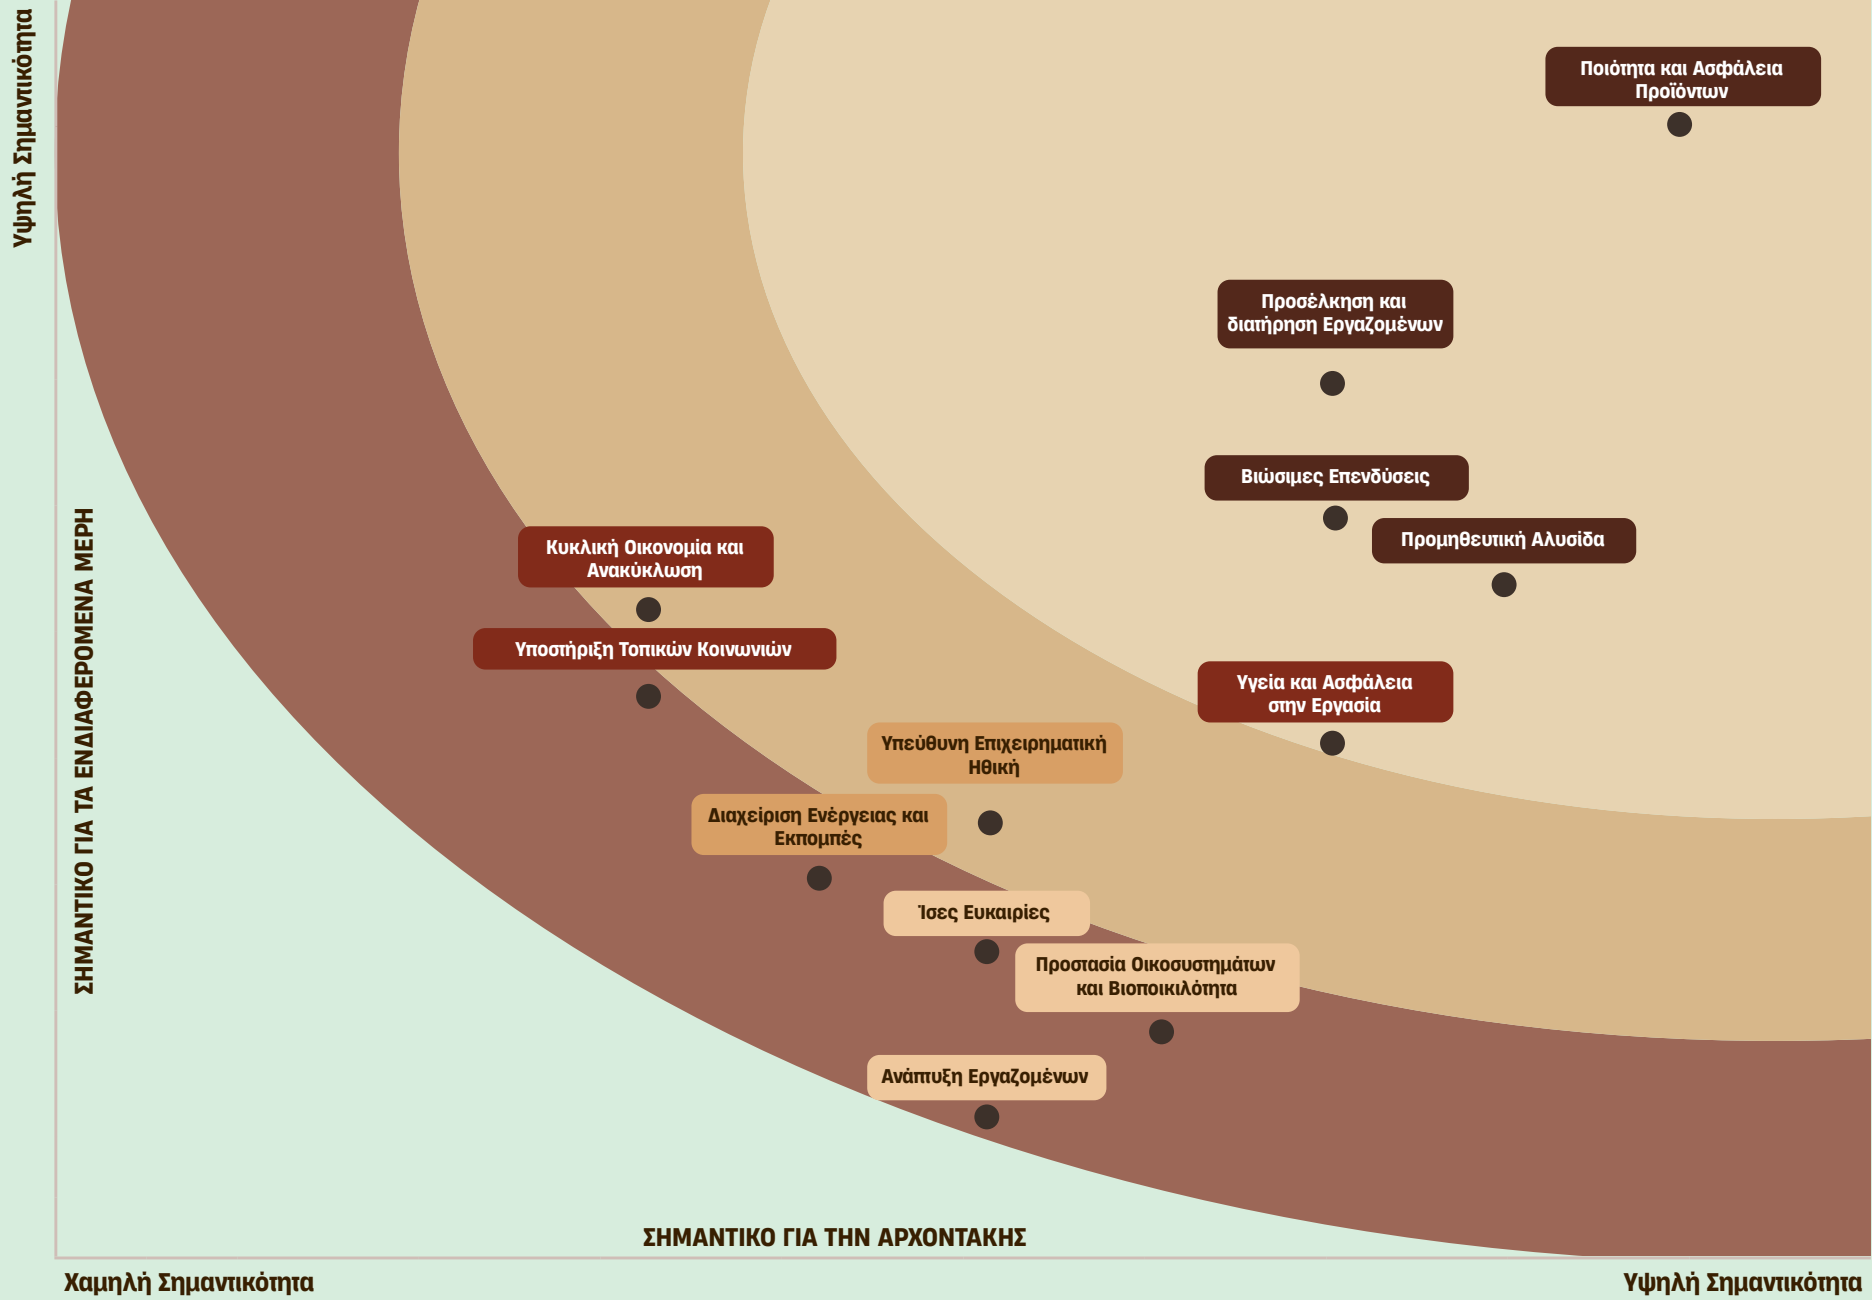 Υψηλή Σημαντικότητα
Ποιότητα και Ασφάλεια
Προϊόντων
Προσέλκηση και
διατήρηση Εργαζομένων
Βιώσιμες Επενδύσεις
Προμηθευτική Αλυσίδα
Κυκλική Οικονομία και
Ανακύκλωση
Υποστήριξη Τοπικών Κοινωνιών
Υγεία και Ασφάλεια
στην Εργασία
Υπεύθυνη Επιχειρηματική
Ηθική
Διαχείριση Ενέργειας και
Εκπομπές
Ίσες Ευκαιρίες
Προστασία Οικοσυστημάτων
και Βιοποικιλότητα
Ανάπτυξη Εργαζομένων
ΣΗΜΑΝΤΙΚΟ ΓΙΑ ΤΑ ΕΝΔΙΑΦΕΡΟΜΕΝΑ ΜΕΡΗ
ΣΗΜΑΝΤΙΚΟ ΓΙΑ ΤΗΝ ΑΡΧΟΝΤΑΚΗΣ
Χαμηλή Σημαντικότητα
Υψηλή Σημαντικότητα